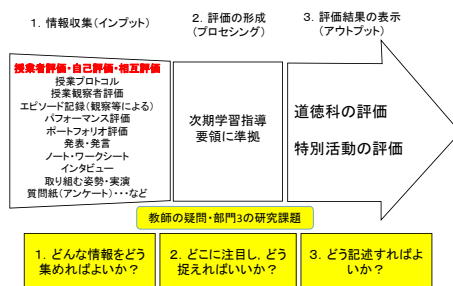 1. 情報収集(インプット)
2. 評価の形成
(プロセシング)
3. 評価結果の表示
(アウトプット)
授業者評価・自己評価・相互評価
授業プロトコル
授業観察者評価
エピソード記録(観察等による)
パフォーマンス評価
ポートフォリオ評価
発表・発言
ノート・ワークシート
インタビュー
取り組む姿勢・実演
質問紙(アンケート)・・・など
次期学習指導
要領に準拠
道徳科の評価
特別活動の評価
教師の疑問・部門3の研究課題
1. どんな情報をどう
集めればよいか?
2. どこに注目し,どう
捉えればいいか?
3. どう記述すればよ
いか?